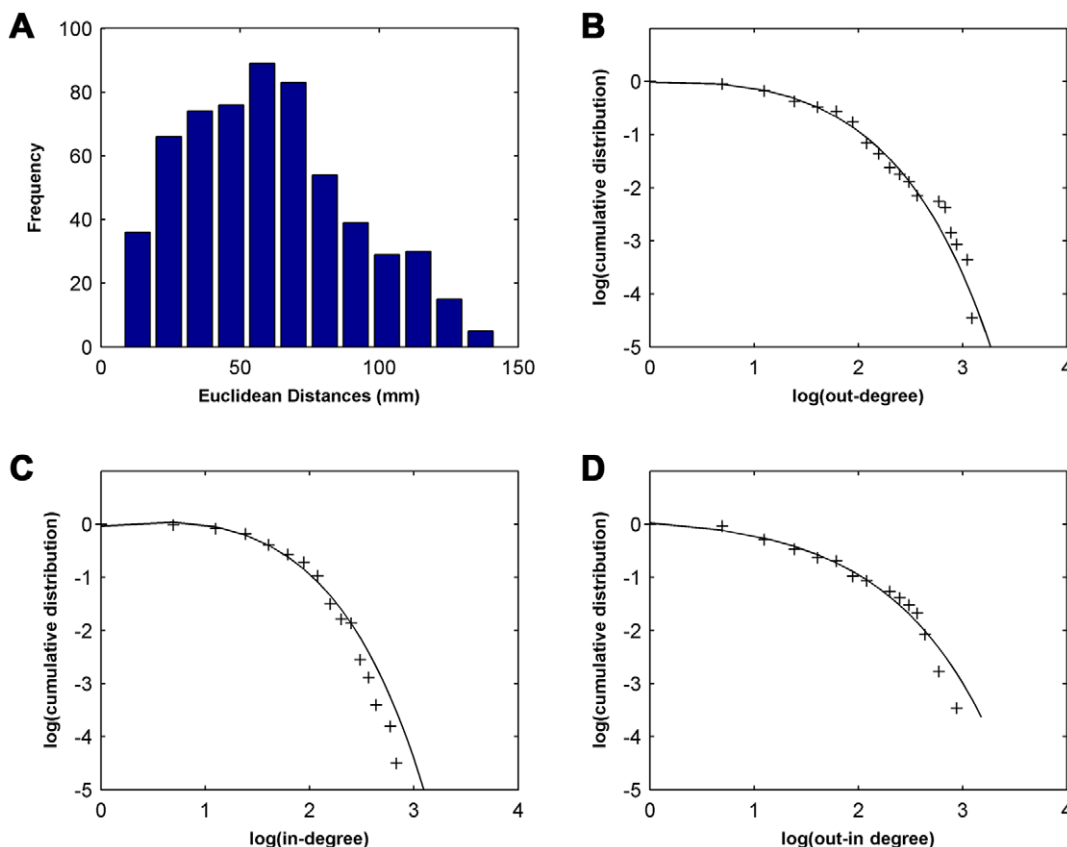 A
100
80
60
40
20
0
Frequency
0 50 100 150
Euclidean Distances (mm)
B
0
-1
-2
-3
-4
-5
log(cumulative distribution)
0 1 2 3 4
log(out-degree)
C
0
-1
-2
-3
-4
-5
log(cumulative distribution)
0 1 2 3 4
log(in-degree)
D
0
-1
-2
-3
-4
-5
log(cumulative distribution)
0 1 2 3 4
log(out-in degree)